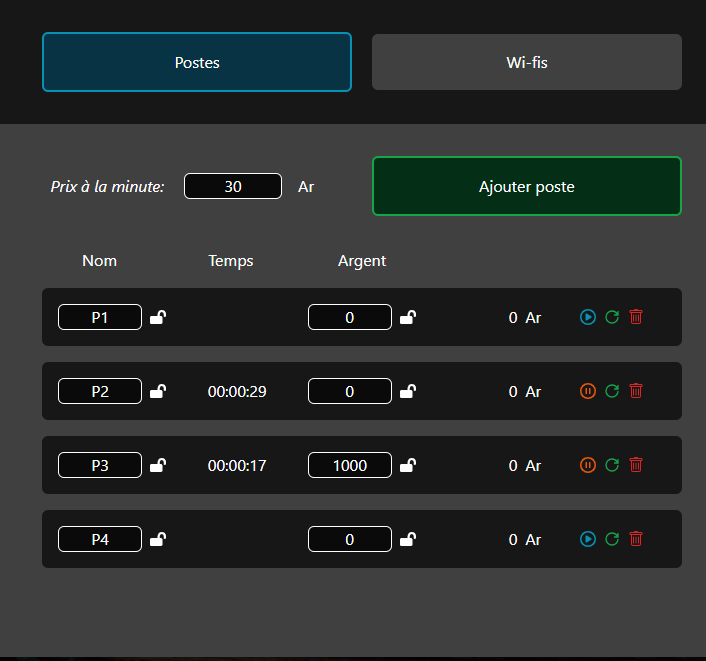 Postes Wi-fis
Prix à la minute: 30 Ar Ajouter poste
Nom Temps Argent
P1 0 0 Ar
P2 00:00:29 0 0 Ar
P3 00:00:17 1000 0 Ar
P4 0 0 Ar